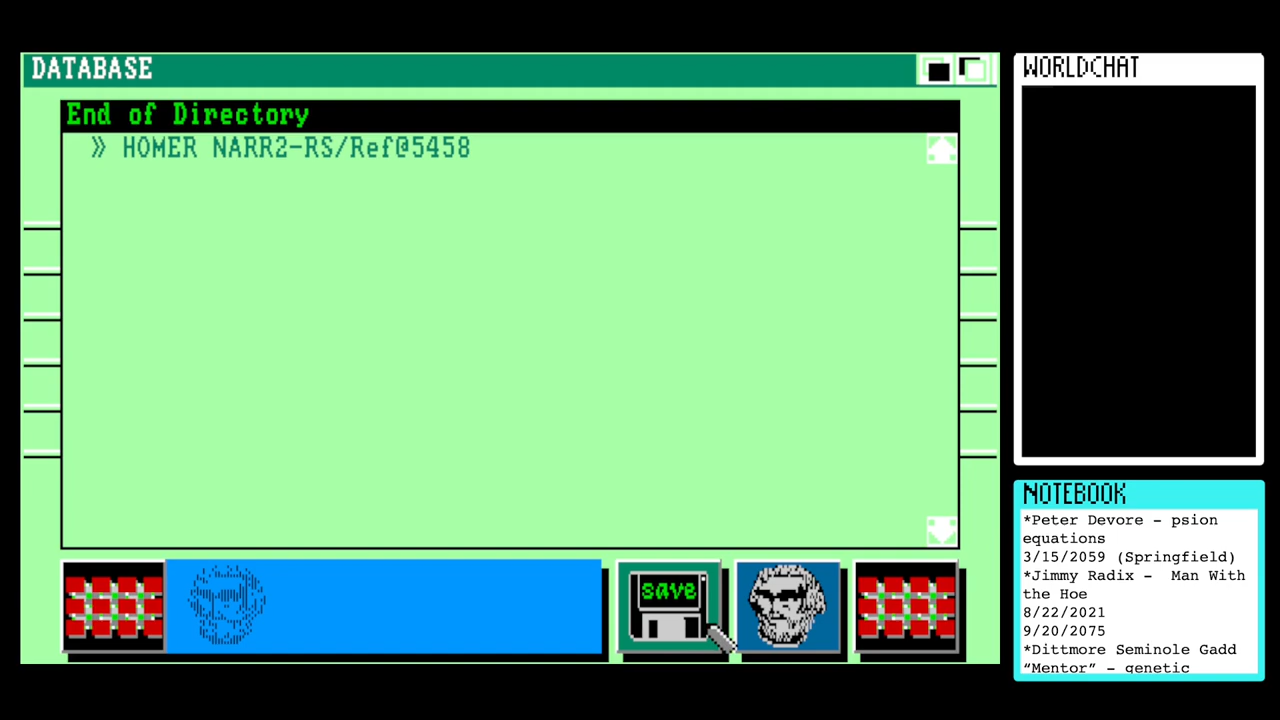 DATABASE
End of Directory
» HOMER NARR2-RS/Ref@5458
save
WORLDCHAT
NOTEBOOK
*Peter Devore - psion
equations
3/15/2059 (Springfield)
*Jimmy Radix -  Man With
the Hoe
8/22/2021
9/20/2075
*Dittmore Seminole Gadd
“Mentor” - genetic